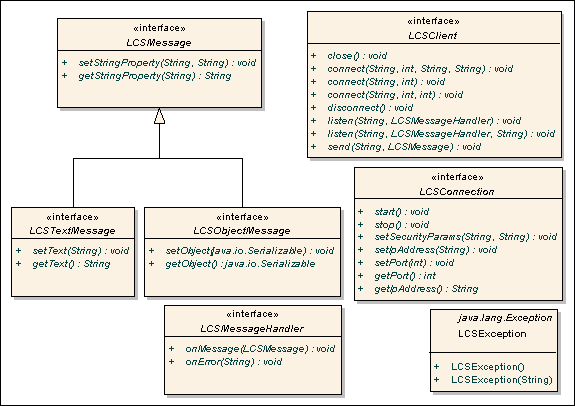 «interface»
LCSMessage
+ setStringProperty(String, String) : void
+ getStringProperty(String) : String
«interface»
LCSClient
+ close() : void
+ connect(String, int, String, String) : void
+ connect(String, int) : void
+ connect(String, int, int) : void
+ disconnect() : void
+ listen(String, LCSMessageHandler) : void
+ listen(String, LCSMessageHandler, String) : void
+ send(String, LCSMessage) : void
«interface»
LCSTextMessage
+ setText(String) : void
+ getText() : String
«interface»
LCSObjectMessage
+ setObject(java.io.Serializable) : void
+ getObject() : java.io.Serializable
«interface»
LCSConnection
+ start() : void
+ stop() : void
+ setSecurityParams(String, String) : void
+ setIpAddress(String) : void
+ setPort(int) : void
+ getPort() : int
+ getIpAddress() : String
«interface»
LCSMessageHandler
+ onMessage(LCSMessage) : void
+ onError(String) : void
java.lang.Exception
LCSException
+ LCSException()
+ LCSException(String)